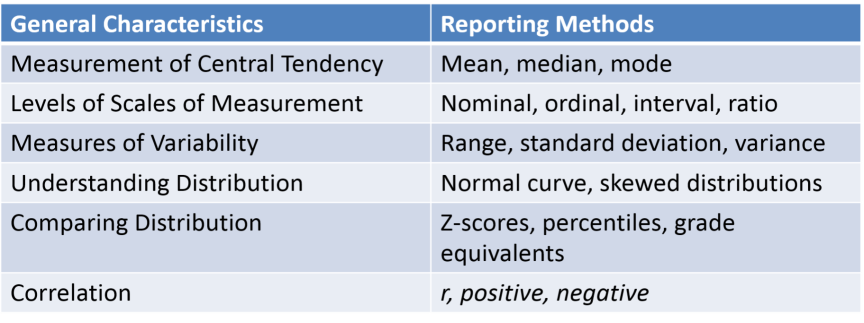 General Characteristics
Reporting Methods
Measurement of Central Tendency
Mean, median, mode
Levels of Scales of Measurement
Nominal, ordinal, interval, ratio
Measures of Variability
Range, standard deviation, variance
Understanding Distribution
Normal curve, skewed distributions
Comparing Distribution
Z-scores, percentiles, grade
equivalents
Correlation
r, positive, negative